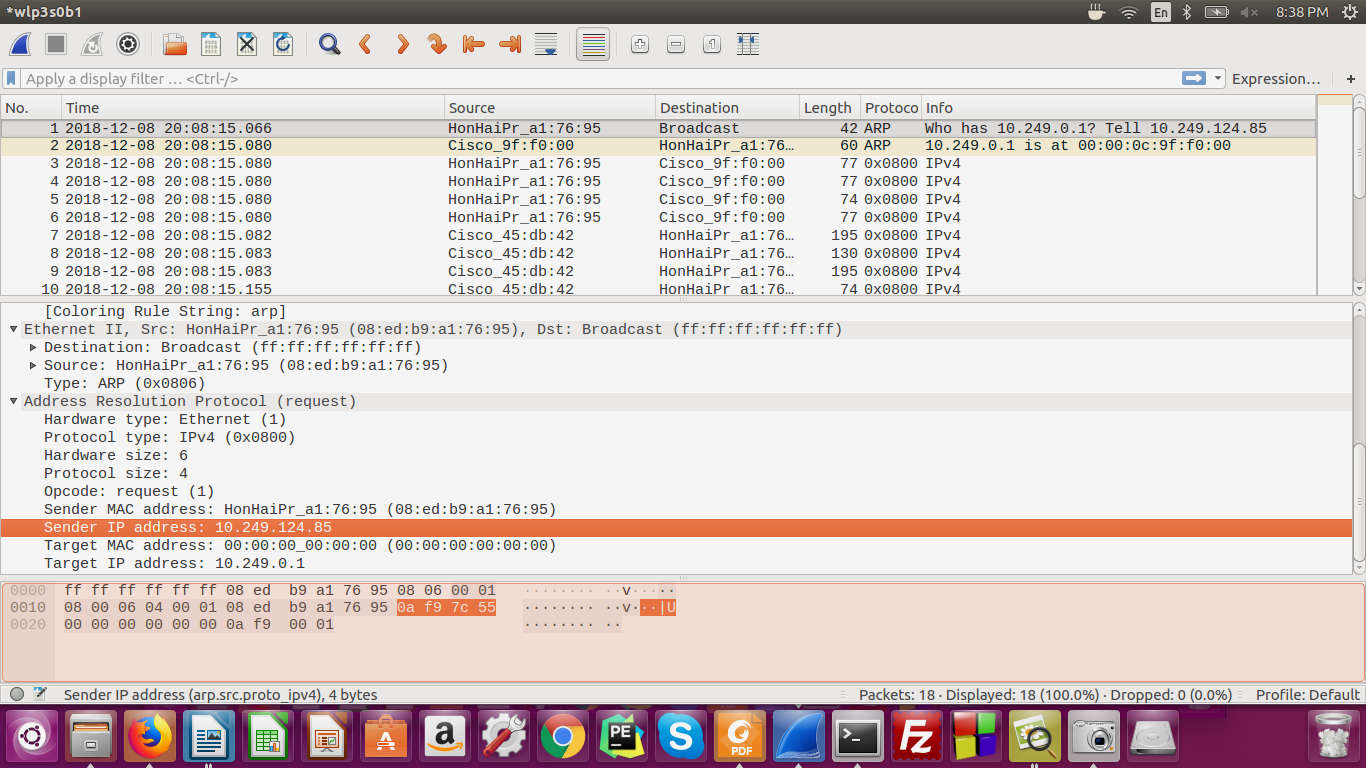 *wlp3s0b1 En 8:38 PM
Apply a display filter … <Ctrl-/> Expression… +
No. Time Source Destination Length Protoco Info
1 2018-12-08 20:08:15.066 HonHaiPr_a1:76:95 Broadcast 42 ARP Who has 10.249.0.1? Tell 10.249.124.85
2 2018-12-08 20:08:15.080 Cisco_9f:f0:00 HonHaiPr_a1:76… 60 ARP 10.249.0.1 is at 00:00:0c:9f:f0:00
3 2018-12-08 20:08:15.080 HonHaiPr_a1:76:95 Cisco_9f:f0:00 77 0x0800 IPv4
4 2018-12-08 20:08:15.080 HonHaiPr_a1:76:95 Cisco_9f:f0:00 77 0x0800 IPv4
5 2018-12-08 20:08:15.080 HonHaiPr_a1:76:95 Cisco_9f:f0:00 74 0x0800 IPv4
6 2018-12-08 20:08:15.080 HonHaiPr_a1:76:95 Cisco_9f:f0:00 77 0x0800 IPv4
7 2018-12-08 20:08:15.082 Cisco_45:db:42 HonHaiPr_a1:76… 195 0x0800 IPv4
8 2018-12-08 20:08:15.083 Cisco_45:db:42 HonHaiPr_a1:76… 130 0x0800 IPv4
9 2018-12-08 20:08:15.083 Cisco_45:db:42 HonHaiPr_a1:76… 195 0x0800 IPv4
10 2018-12-08 20:08:15.155 Cisco_45:db:42 HonHaiPr_a1:76… 74 0x0800 IPv4
[Coloring Rule String: arp]
Ethernet II, Src: HonHaiPr_a1:76:95 (08:ed:b9:a1:76:95), Dst: Broadcast (ff:ff:ff:ff:ff:ff)
Destination: Broadcast (ff:ff:ff:ff:ff:ff)
Source: HonHaiPr_a1:76:95 (08:ed:b9:a1:76:95)
Type: ARP (0x0806)
Address Resolution Protocol (request)
Hardware type: Ethernet (1)
Protocol type: IPv4 (0x0800)
Hardware size: 6
Protocol size: 4
Opcode: request (1)
Sender MAC address: HonHaiPr_a1:76:95 (08:ed:b9:a1:76:95)
Sender IP address: 10.249.124.85
Target MAC address: 00:00:00_00:00:00 (00:00:00:00:00:00)
Target IP address: 10.249.0.1
0000 ff ff ff ff ff ff 08 ed b9 a1 76 95 08 06 00 01 ········ ··v·····
0010 08 00 06 04 00 01 08 ed b9 a1 76 95 0a f9 7c 55 ········ ··v···|U
0020 00 00 00 00 00 00 0a f9 00 01 ········ ··
Sender IP address (arp.src.proto_ipv4), 4 bytes Packets: 18 · Displayed: 18 (100.0%) · Dropped: 0 (0.0%) Profile: Default
A a PE S PDF >_ Fz